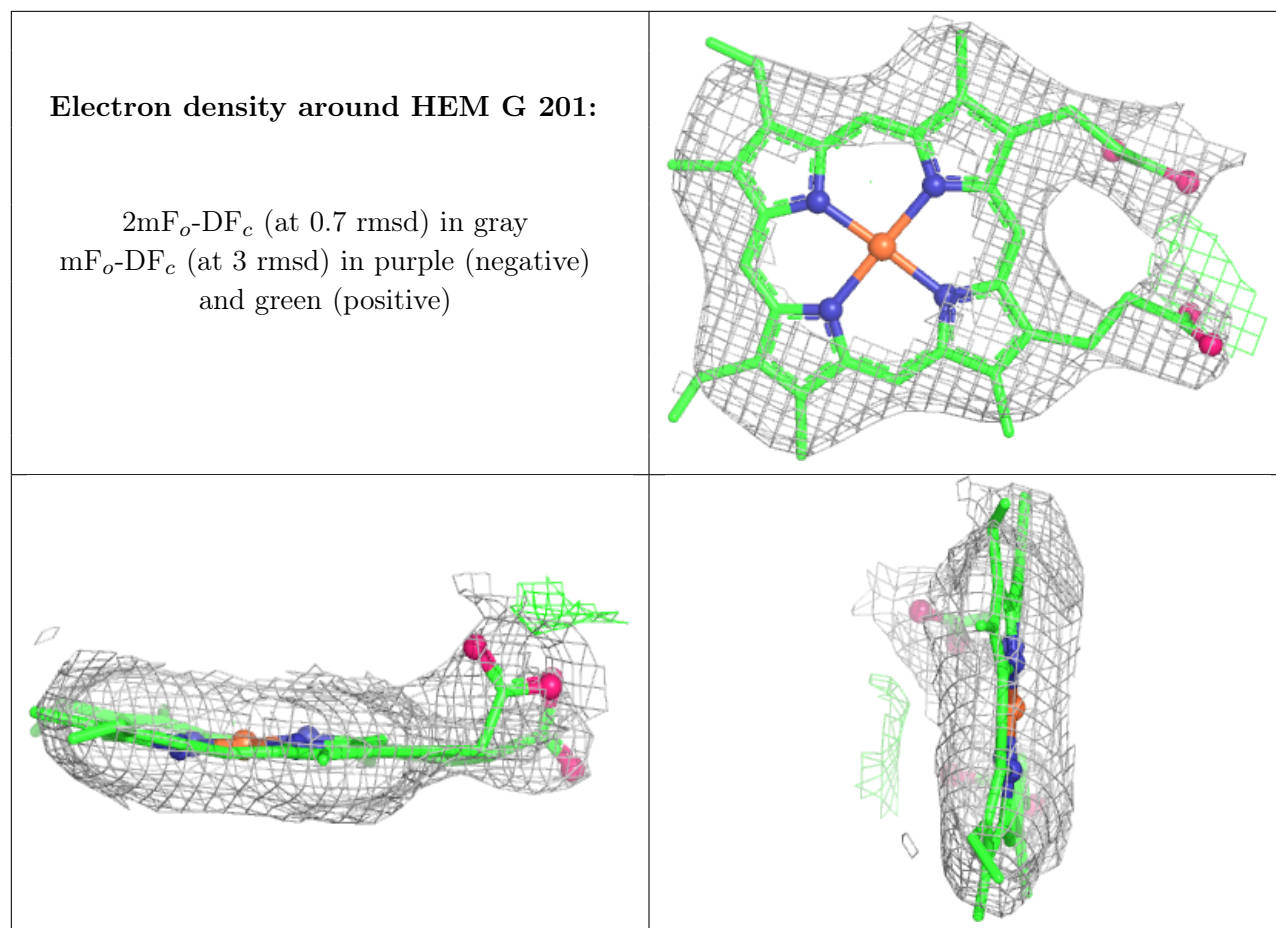 Electron density around HEM G 201:
2mFₒ-DF𝒸 (at 0.7 rmsd) in gray
mFₒ-DF𝒸 (at 3 rmsd) in purple (negative)
and green (positive)